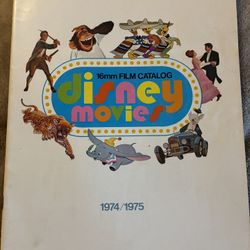 16mm FILM CATALOG
disney
movies
1974/1975